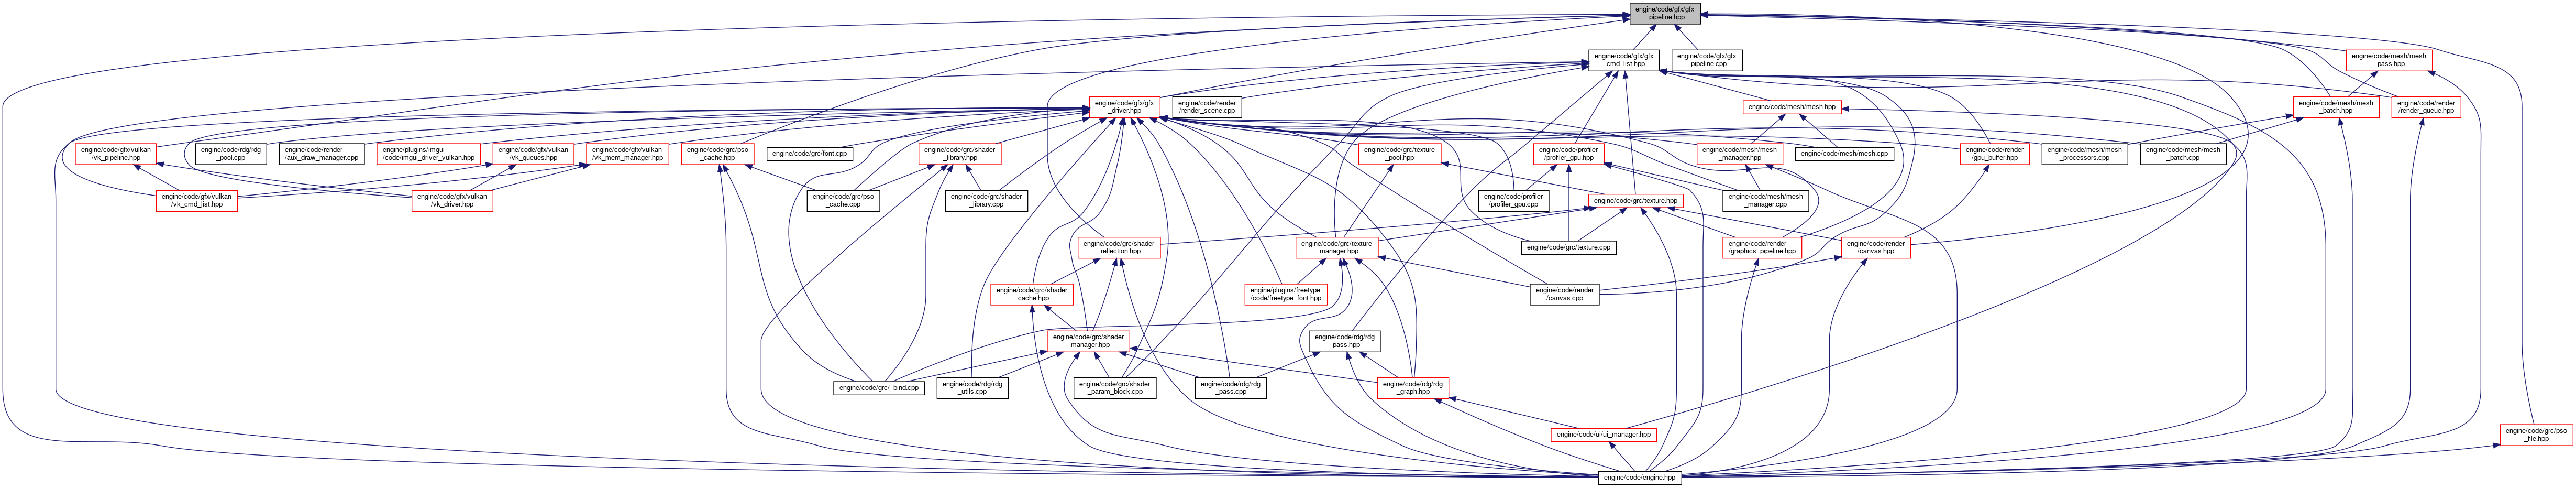 engine/code/gfx/gfx
_pipeline.hpp
engine/code/gfx/gfx
_cmd_list.hpp
engine/code/gfx/gfx
_pipeline.cpp
engine/code/mesh/mesh
_pass.hpp
engine/code/gfx/gfx
_driver.hpp
engine/code/render
/render_scene.cpp
engine/code/mesh/mesh.hpp
engine/code/mesh/mesh
_batch.hpp
engine/code/render
/render_queue.hpp
engine/code/gfx/vulkan
/vk_pipeline.hpp
engine/code/rdg/rdg
_pool.cpp
engine/code/render
/aux_draw_manager.cpp
engine/plugins/imgui
/code/imgui_driver_vulkan.hpp
engine/code/gfx/vulkan
/vk_queues.hpp
engine/code/gfx/vulkan
/vk_mem_manager.hpp
engine/code/grc/pso
_cache.hpp
engine/code/grc/font.cpp
engine/code/grc/shader
_library.hpp
engine/code/grc/texture
_pool.hpp
engine/code/profiler
/profiler_gpu.hpp
engine/code/mesh/mesh
_manager.hpp
engine/code/mesh/mesh.cpp
engine/code/render
/gpu_buffer.hpp
engine/code/mesh/mesh
_processors.cpp
engine/code/mesh/mesh
_batch.cpp
engine/code/gfx/vulkan
/vk_cmd_list.hpp
engine/code/gfx/vulkan
/vk_driver.hpp
engine/code/grc/pso
_cache.cpp
engine/code/grc/shader
_library.cpp
engine/code/profiler
/profiler_gpu.cpp
engine/code/grc/texture.hpp
engine/code/mesh/mesh
_manager.cpp
engine/code/grc/shader
_reflection.hpp
engine/code/grc/texture
_manager.hpp
engine/code/grc/texture.cpp
engine/code/render
/graphics_pipeline.hpp
engine/code/render
/canvas.hpp
engine/code/grc/shader
_cache.hpp
engine/plugins/freetype
/code/freetype_font.hpp
engine/code/render
/canvas.cpp
engine/code/grc/shader
_manager.hpp
engine/code/rdg/rdg
_pass.hpp
engine/code/grc/_bind.cpp
engine/code/rdg/rdg
_utils.cpp
engine/code/grc/shader
_param_block.cpp
engine/code/rdg/rdg
_pass.cpp
engine/code/rdg/rdg
_graph.hpp
engine/code/ui/ui_manager.hpp
engine/code/grc/pso
_file.hpp
engine/code/engine.hpp